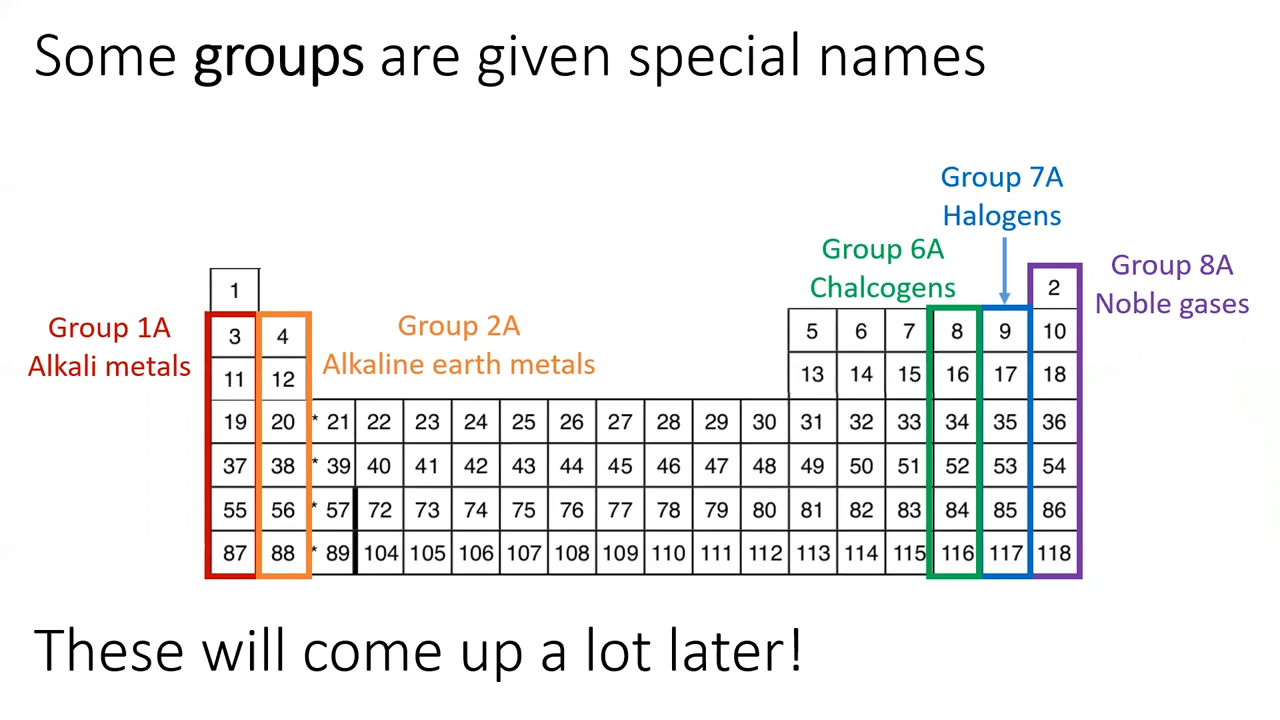 Some groups are given special names
Group 7A
Halogens
Group 6A
Chalcogens
Group 8A
Noble gases
Group 1A
Alkali metals
Group 2A
Alkaline earth metals
1 2
3 4 5 6 7 8 9 10
11 12 13 14 15 16 17 18
19 20 * 21 22 23 24 25 26 27 28 29 30 31 32 33 34 35 36
37 38 * 39 40 41 42 43 44 45 46 47 48 49 50 51 52 53 54
55 56 * 57 72 73 74 75 76 77 78 79 80 81 82 83 84 85 86
87 88 * 89 104 105 106 107 108 109 110 111 112 113 114 115 116 117 118
These will come up a lot later!